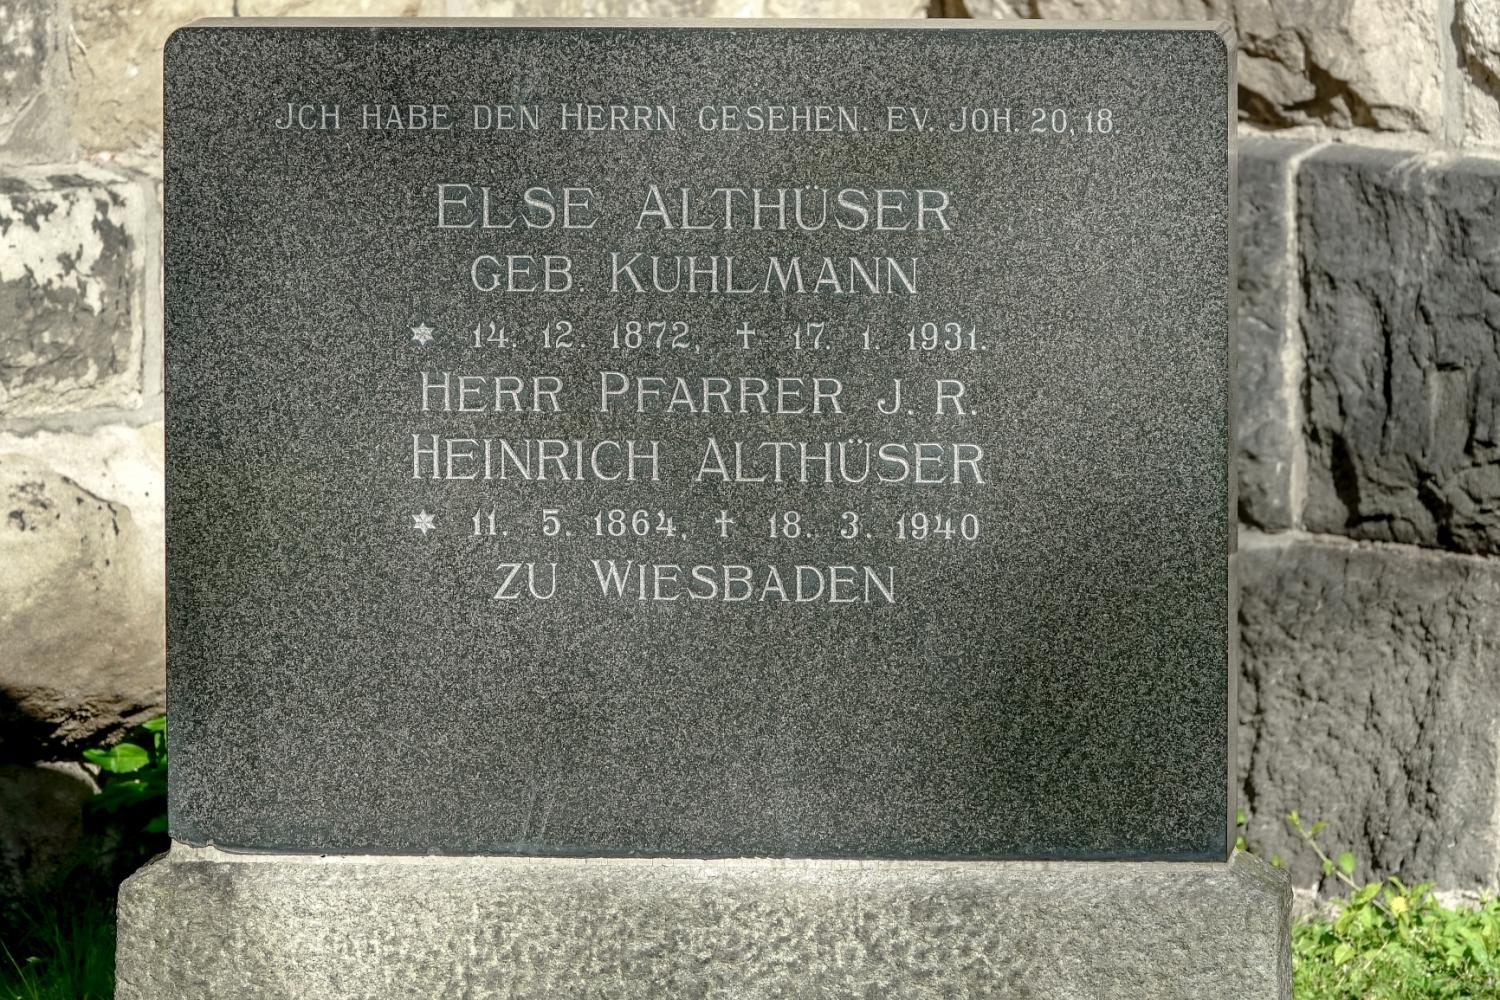 JCH HABE DEN HERRN GESEHEN. EV. JOH. 20,18.
ELSE ALTHÜSER
GEB. KUHLMANN
* 14. 12. 1872, † 17. 1. 1931.
HERR PFARRER J. R.
HEINRICH ALTHÜSER
* 11. 5. 1864, † 18. 3. 1940
ZU WIESBADEN